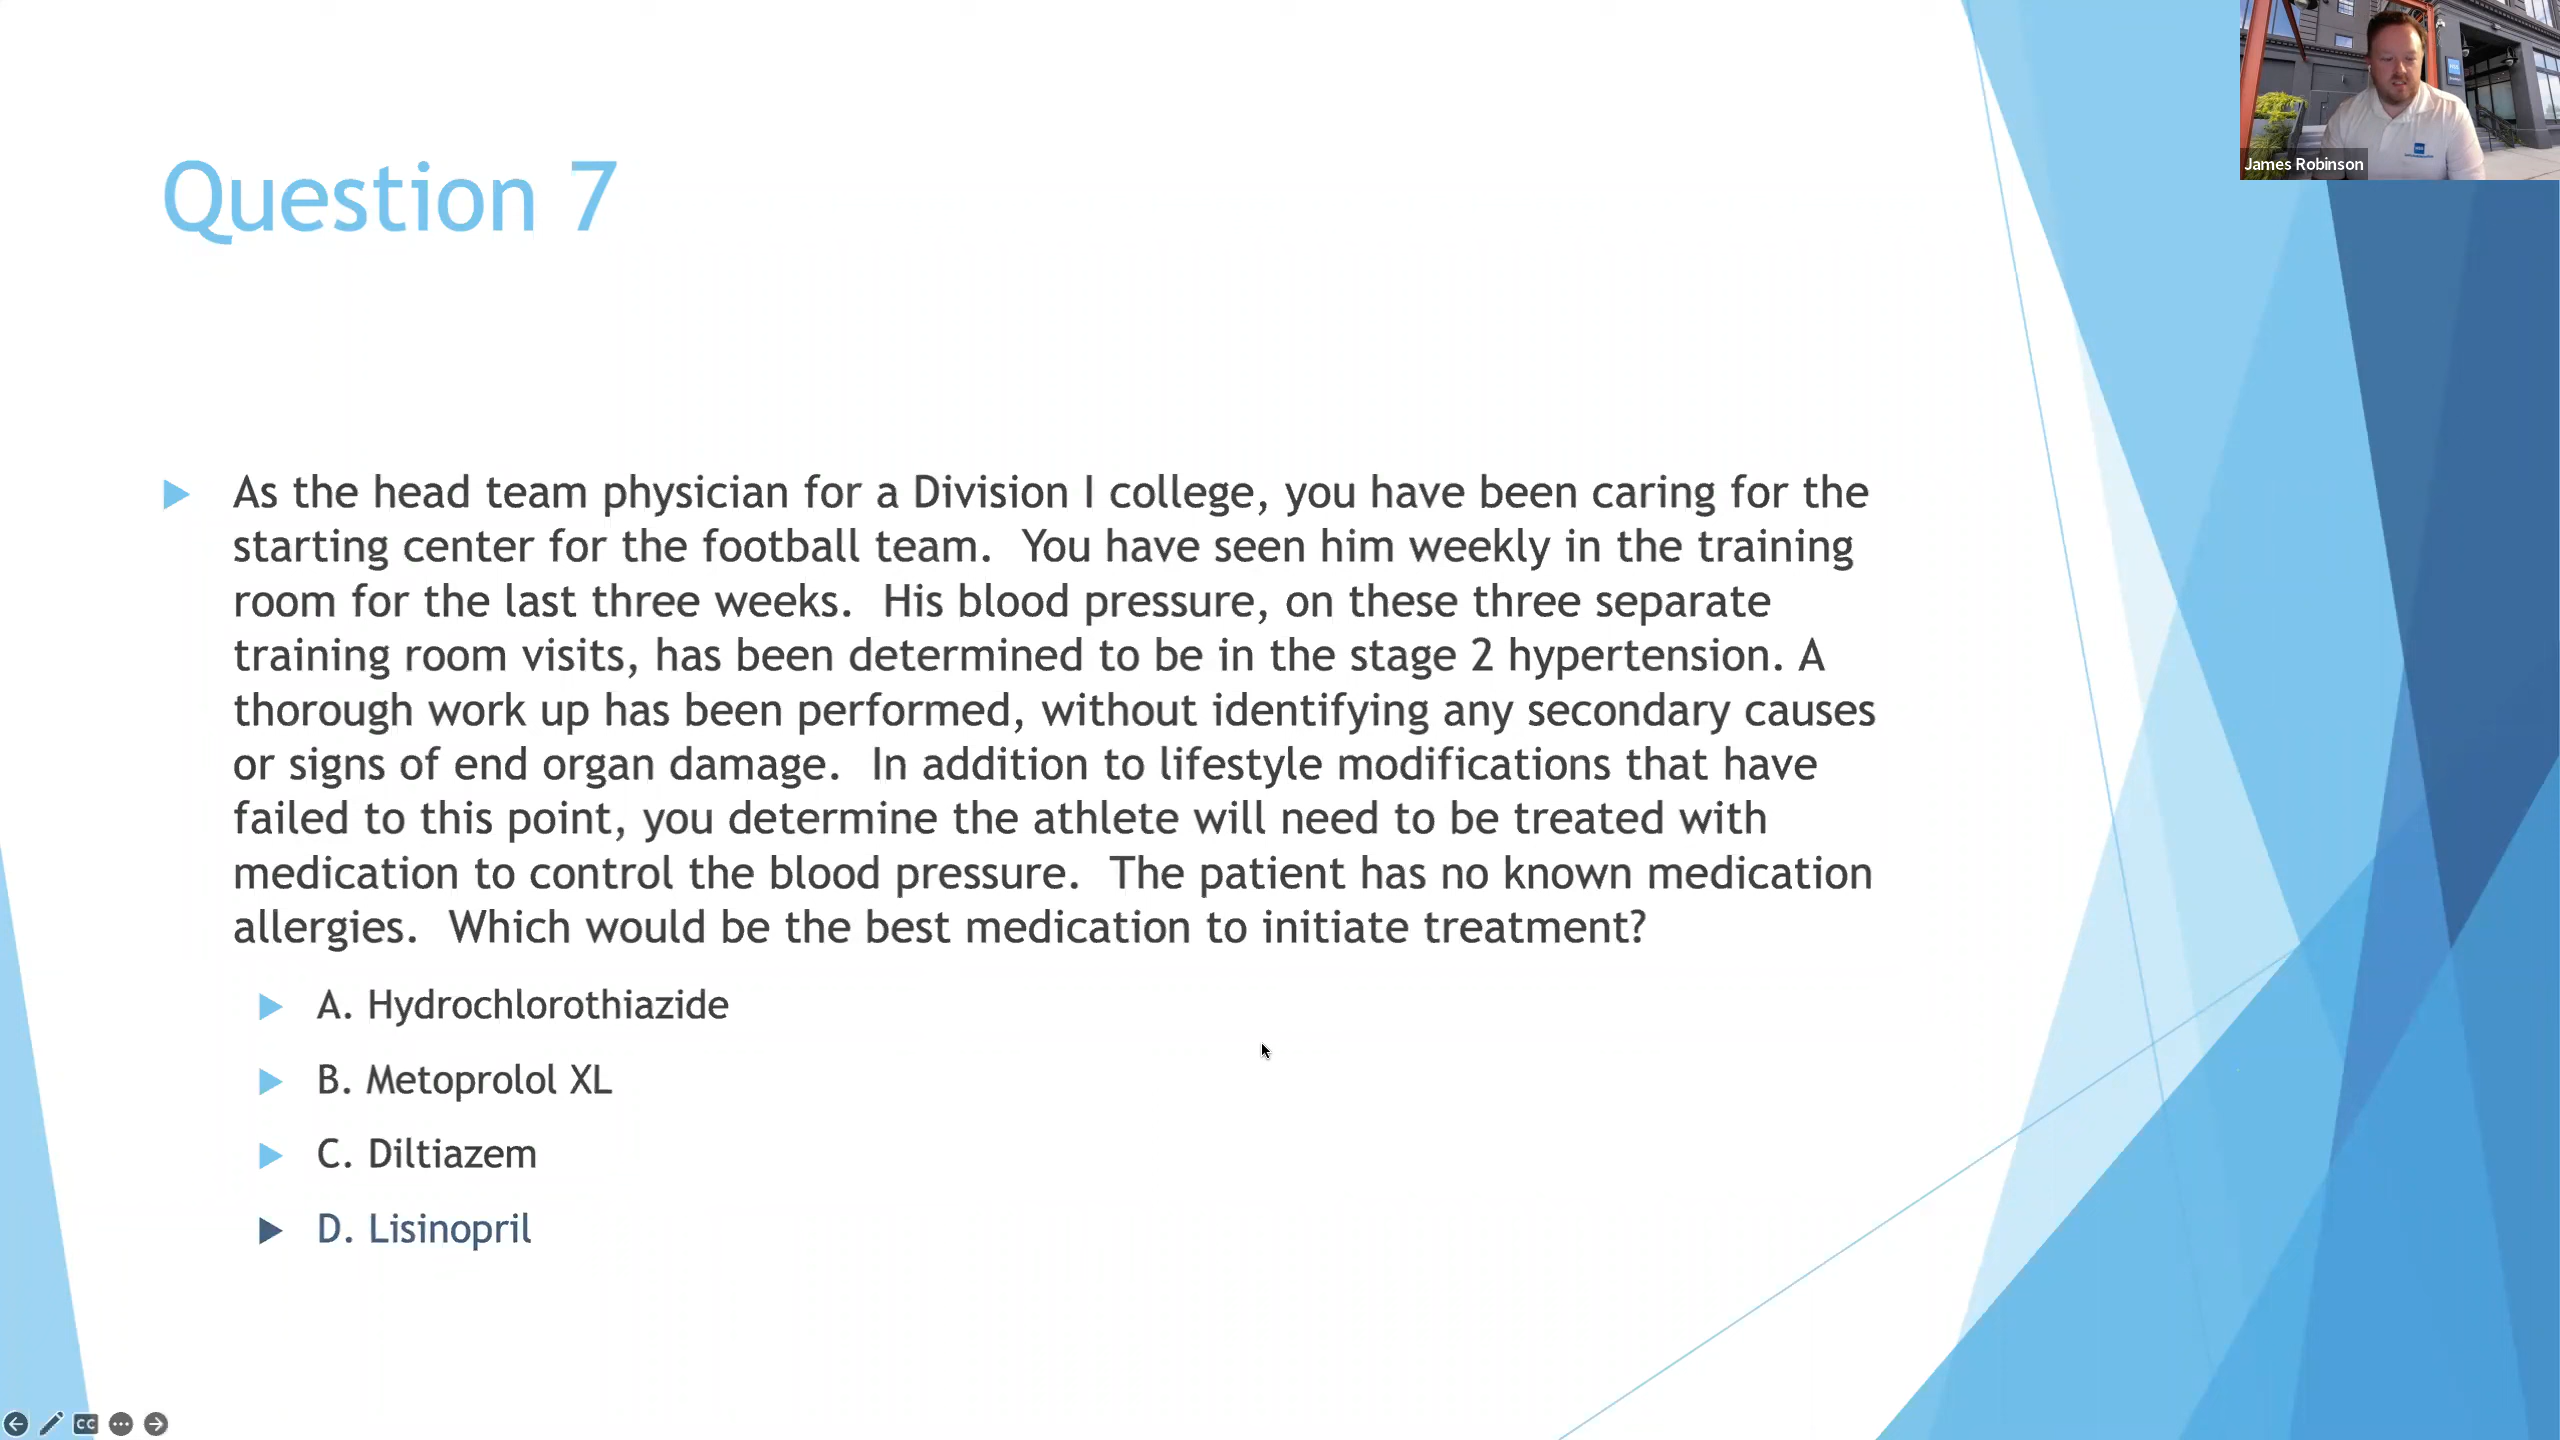 James Robinson
Question 7
As the head team physician for a Division I college, you have been caring for the
starting center for the football team.  You have seen him weekly in the training
room for the last three weeks.  His blood pressure, on these three separate
training room visits, has been determined to be in the stage 2 hypertension. A
thorough work up has been performed, without identifying any secondary causes
or signs of end organ damage.  In addition to lifestyle modifications that have
failed to this point, you determine the athlete will need to be treated with
medication to control the blood pressure.  The patient has no known medication
allergies.  Which would be the best medication to initiate treatment?
A. Hydrochlorothiazide
B. Metoprolol XL
C. Diltiazem
D. Lisinopril
CC